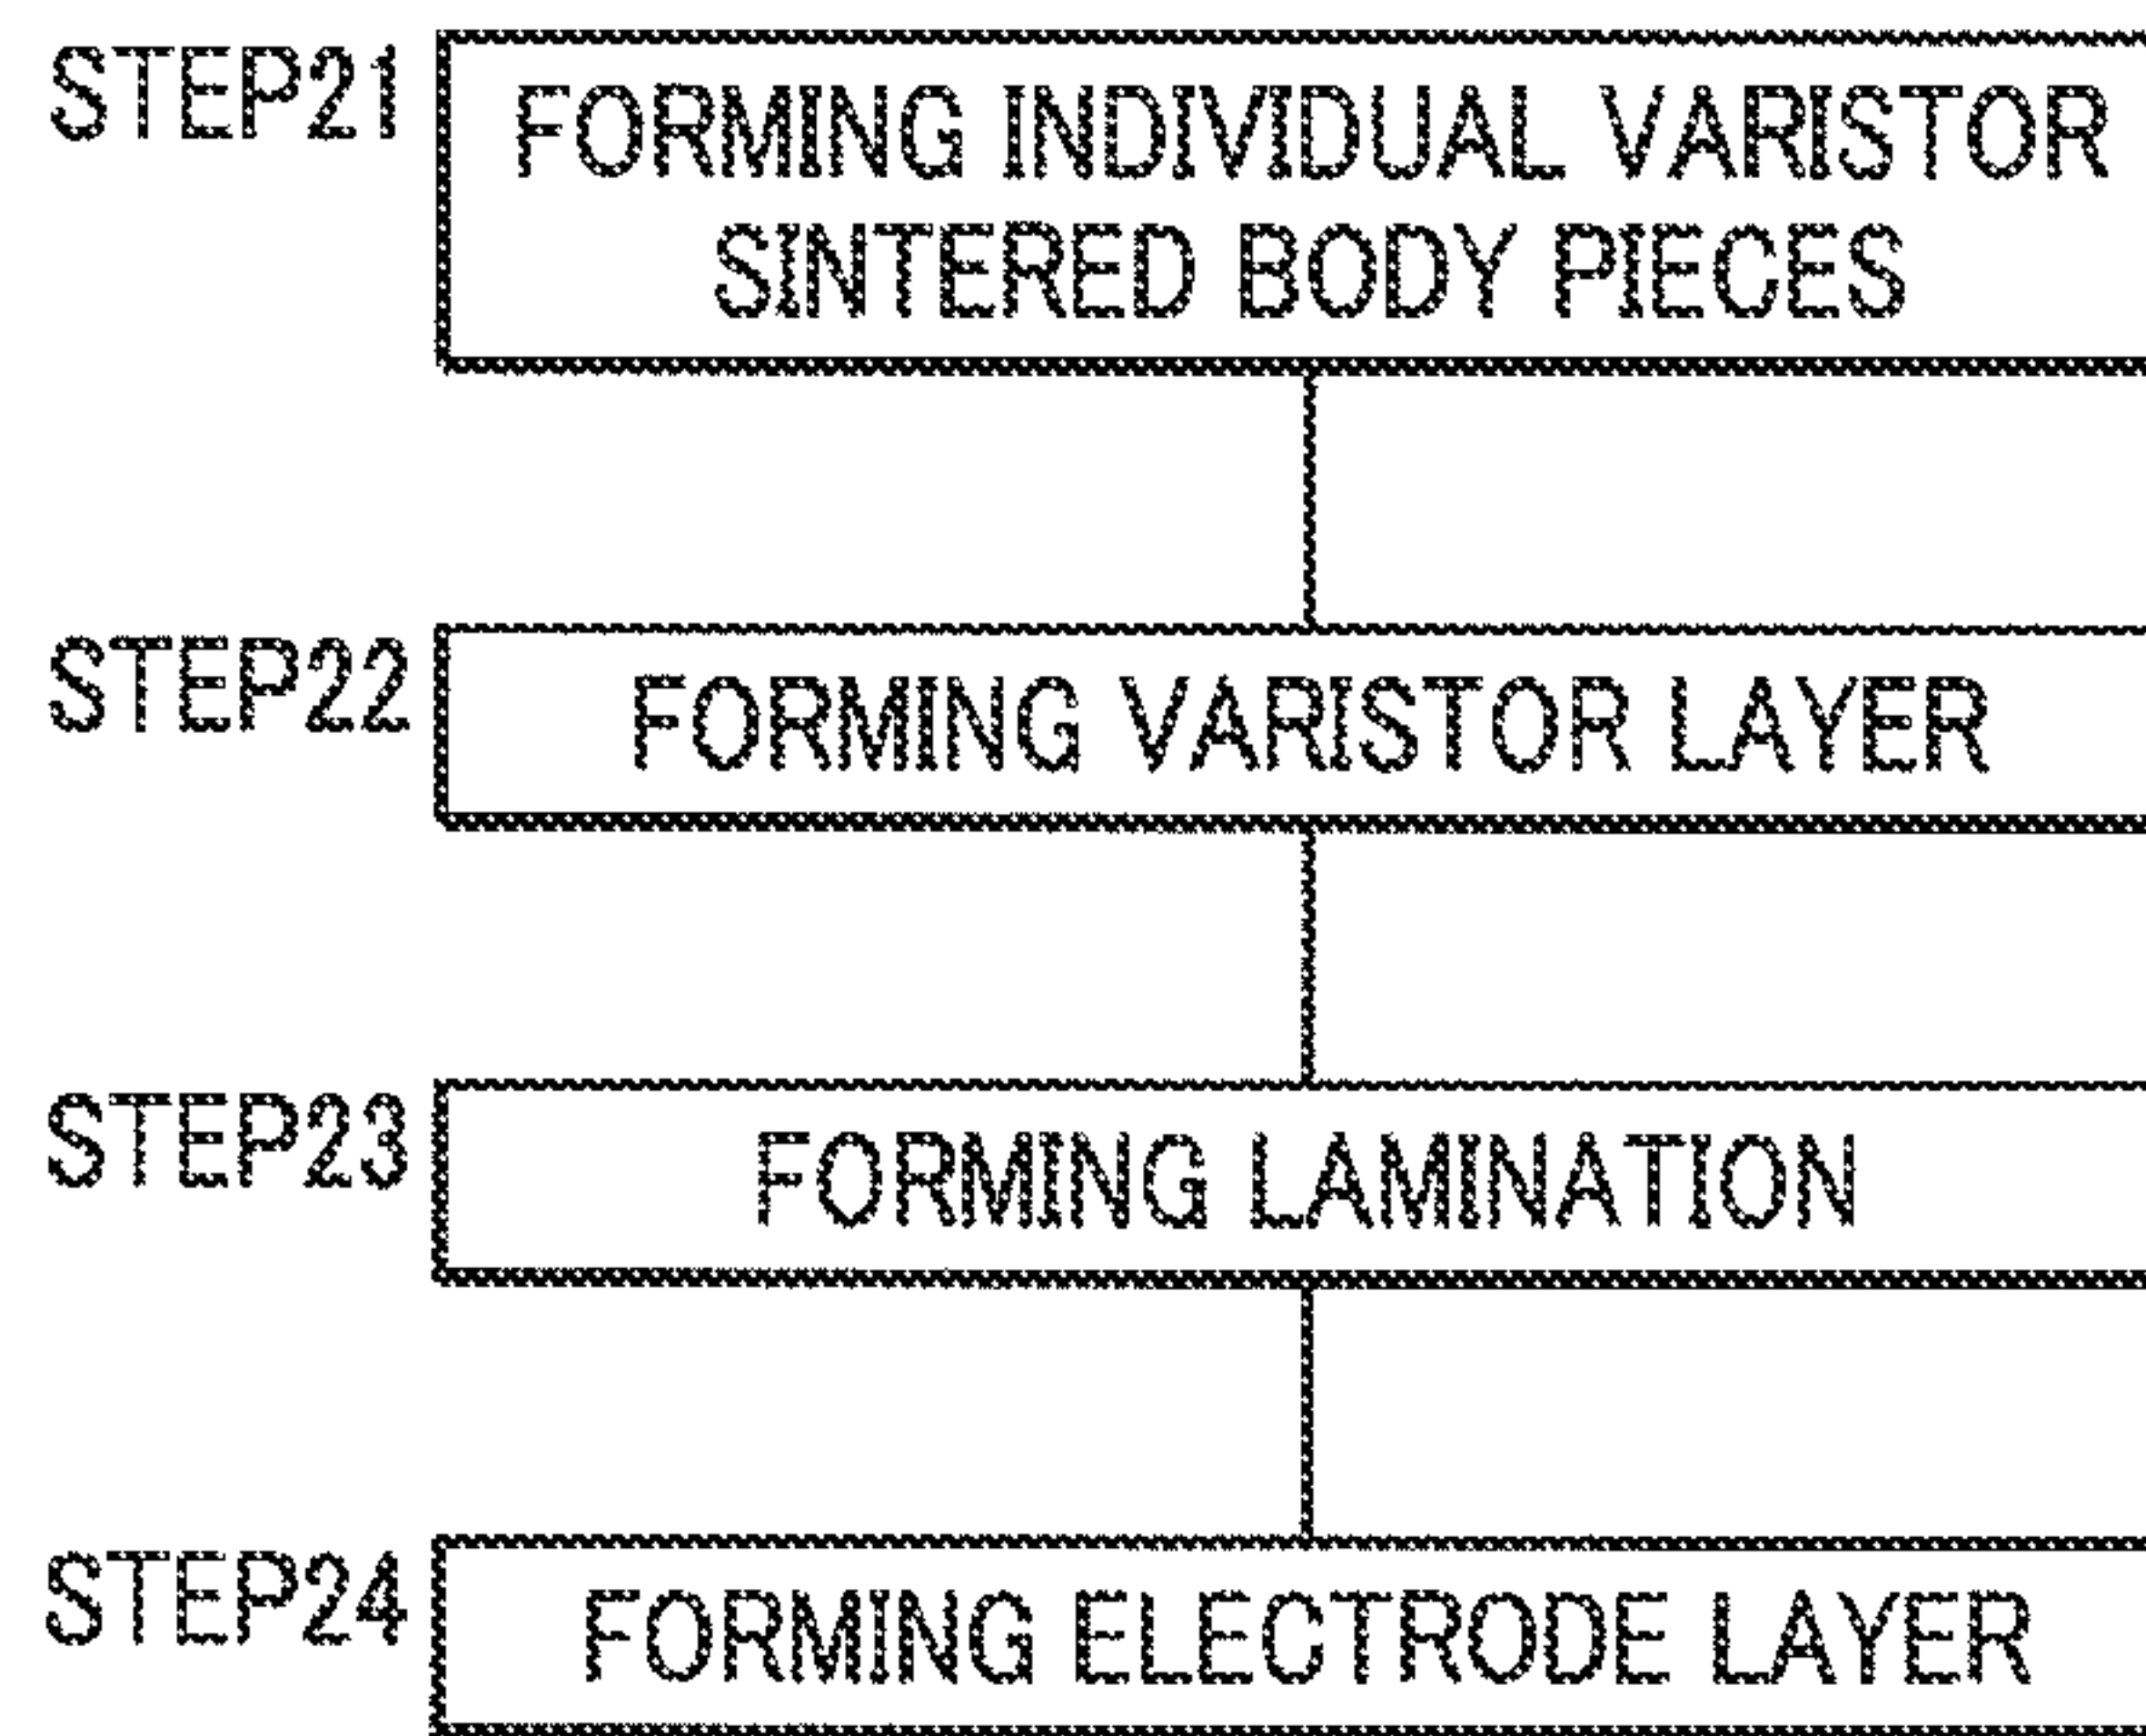 STEP21
FORMING INDIVIDUAL VARISTOR
SINTERED BODY PIECES
STEP22
FORMING VARISTOR LAYER
STEP23
FORMING LAMINATION
STEP24
FORMING ELECTRODE LAYER